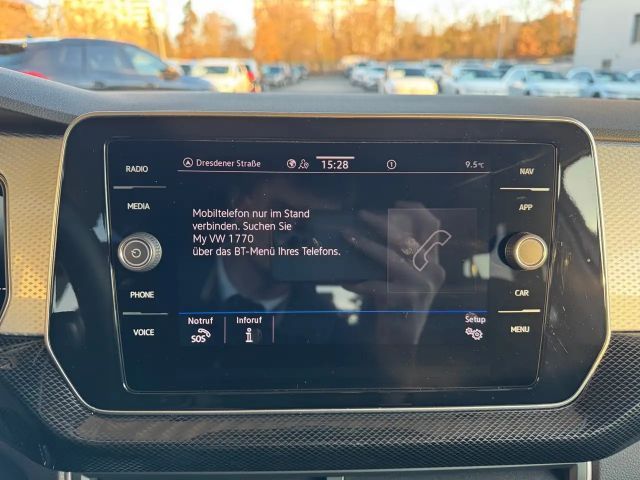 RADIO
MEDIA
PHONE
VOICE
Dresdener Straße
15:28
9.5°C
Mobiltelefon nur im Stand
verbinden. Suchen Sie
My VW 1770
über das BT-Menü Ihres Telefons.
Notruf
SOS
Inforuf
Setup
NAV
APP
CAR
MENU